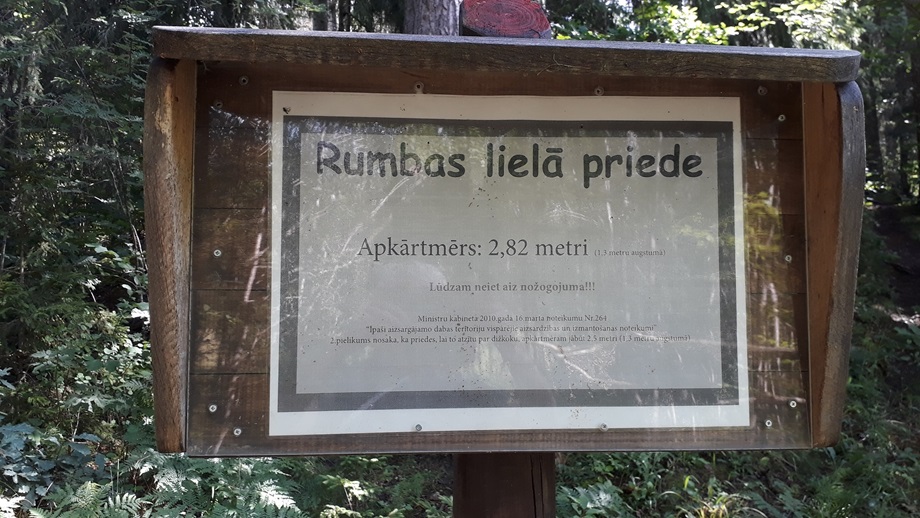 Rumbas lielā priede
Apkārtmērs: 2,82 metri (1,3 metru augstumā)
Lūdzam neiet aiz nožogojuma!!!
Ministru kabineta 2010.gada 16.marta noteikumu Nr.264
"Īpaši aizsargājamo dabas teritoriju vispārējie aizsardzības un izmantošanas noteikumi"
2.pielikums nosaka, ka priedes, lai to atzītu par dižkoku, apkārtmēram jābūt 2.5 metri (1,3 metru augstumā)